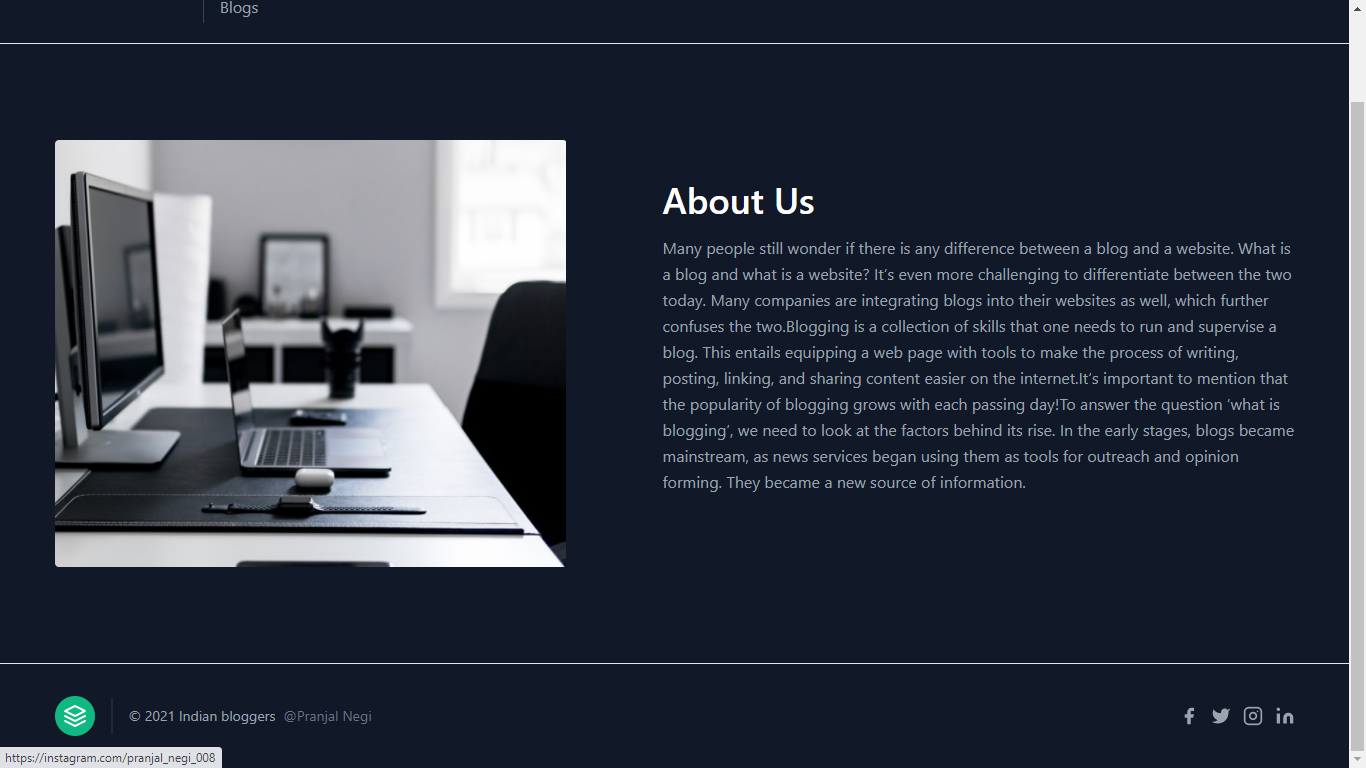 Blogs
About Us
Many people still wonder if there is any difference between a blog and a website. What is
a blog and what is a website? It’s even more challenging to differentiate between the two
today. Many companies are integrating blogs into their websites as well, which further
confuses the two.Blogging is a collection of skills that one needs to run and supervise a
blog. This entails equipping a web page with tools to make the process of writing,
posting, linking, and sharing content easier on the internet.It’s important to mention that
the popularity of blogging grows with each passing day!To answer the question ‘what is
blogging’, we need to look at the factors behind its rise. In the early stages, blogs became
mainstream, as news services began using them as tools for outreach and opinion
forming. They became a new source of information.
© 2021 Indian bloggers @Pranjal Negi
https://instagram.com/pranjal_negi_008